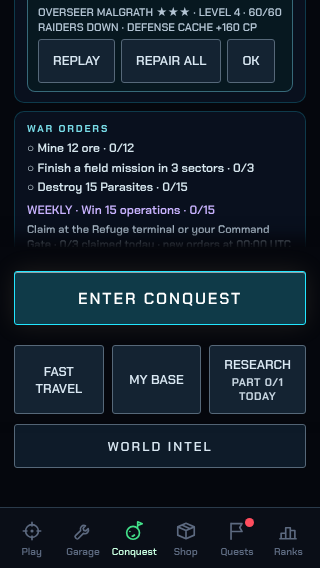 OVERSEER MALGRATH ★★★ · LEVEL 4 · 60/60
RAIDERS DOWN · DEFENSE CACHE +160 CP
REPLAY
REPAIR ALL
OK
WAR ORDERS
○ Mine 12 ore · 0/12
○ Finish a field mission in 3 sectors · 0/3
○ Destroy 15 Parasites · 0/15
WEEKLY · Win 15 operations · 0/15
Claim at the Refuge terminal or your Command
Gate · 0/3 claimed today · new orders at 00:00 UTC
ENTER CONQUEST
FAST
TRAVEL
MY BASE
RESEARCH
PART 0/1
TODAY
WORLD INTEL
Play
Garage
Conquest
Shop
Quests
Ranks